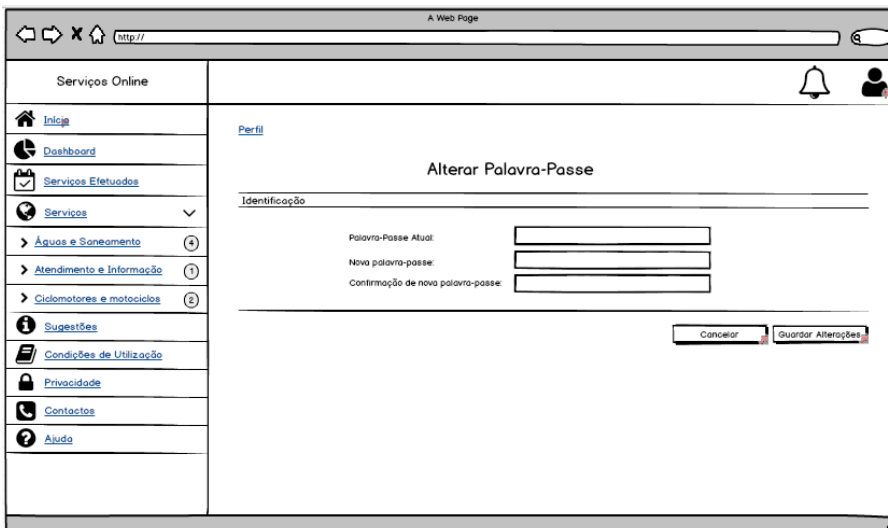 A Web Page
http://
Serviços Online
Início
Dashboard
Serviços Efetuados
Serviços
Águas e Saneamento 4
Atendimento e Informação 1
Ciclomotores e motociclos 2
Sugestões
Condições de Utilização
Privacidade
Contactos
Ajuda
Perfil
Alterar Palavra-Passe
Identificação
Palavra-Passe Atual:
Nova palavra-passe:
Confirmação de nova palavra-passe:
Cancelar
Guardar Alterações